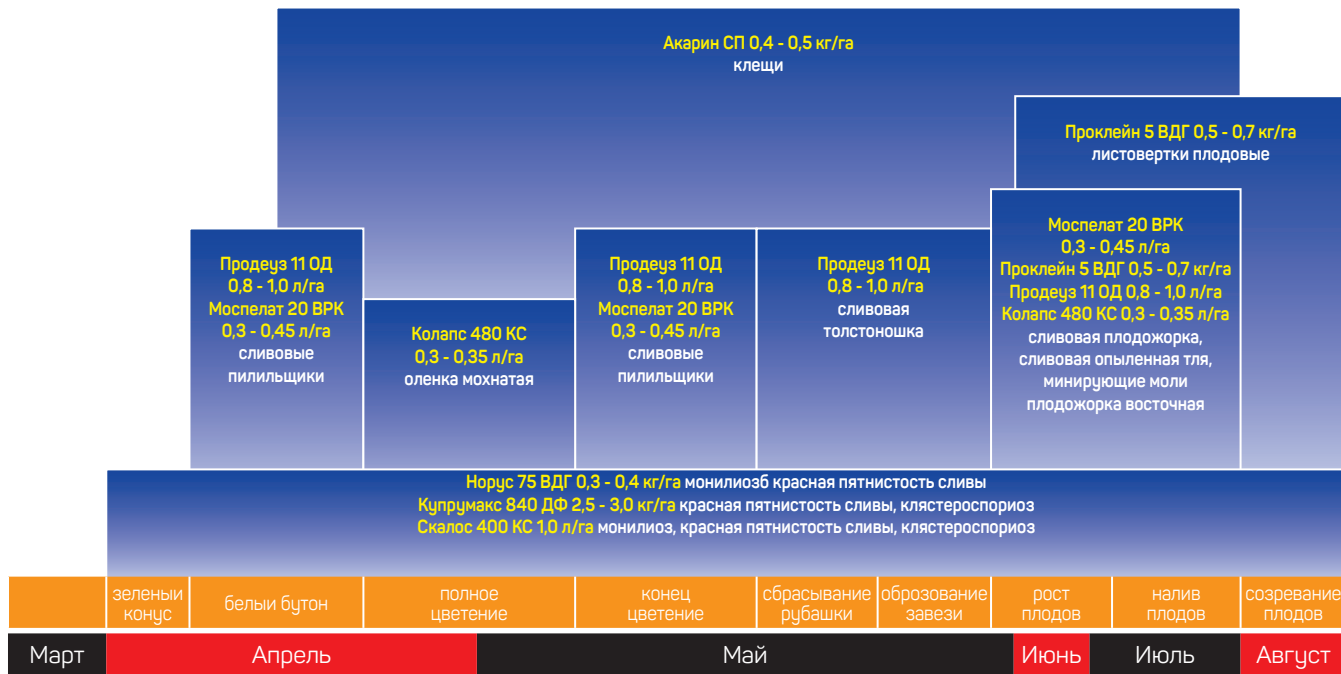 Акарин СП 0,4 - 0,5 кг/га
клещи
Проклейн 5 ВДГ 0,5 - 0,7 кг/га
листовертки плодовые
Продеуз 11 ОД
0,8 - 1,0 л/га
Моспелат 20 ВРК
0,3 - 0,45 л/га
сливовые
пилильщики
Колапс 480 КС
0,3 - 0,35 л/га
оленка мохнатая
Продеуз 11 ОД
0,8 - 1,0 л/га
Моспелат 20 ВРК
0,3 - 0,45 л/га
сливовые
пилильщики
Продеуз 11 ОД
0,8 - 1,0 л/га
сливовая
толстоношка
Моспелат 20 ВРК
0,3 - 0,45 л/га
Проклейн 5 ВДГ 0,5 - 0,7 кг/га
Продеуз 11 ОД 0,8 - 1,0 л/га
Колапс 480 КС 0,3 - 0,35 л/га
сливовая плодожорка,
сливовая опыленная тля,
минирующие моли
плодожорка восточная
Норус 75 ВДГ 0,3 - 0,4 кг/га монилиозб красная пятнистость сливы
Купрумакс 840 ДФ 2,5 - 3,0 кг/га красная пятнистость сливы, клястероспориоз
Скалос 400 КС 1,0 л/га монилиоз, красная пятнистость сливы, клястероспориоз
зеленыи
конус
белыи бутон
полное
цветение
конец
цветение
сбрасывание
рубашки
оброзование
завези
рост
плодов
налив
плодов
созревание
плодов
Март
Апрель
Май
Июнь
Июль
Август